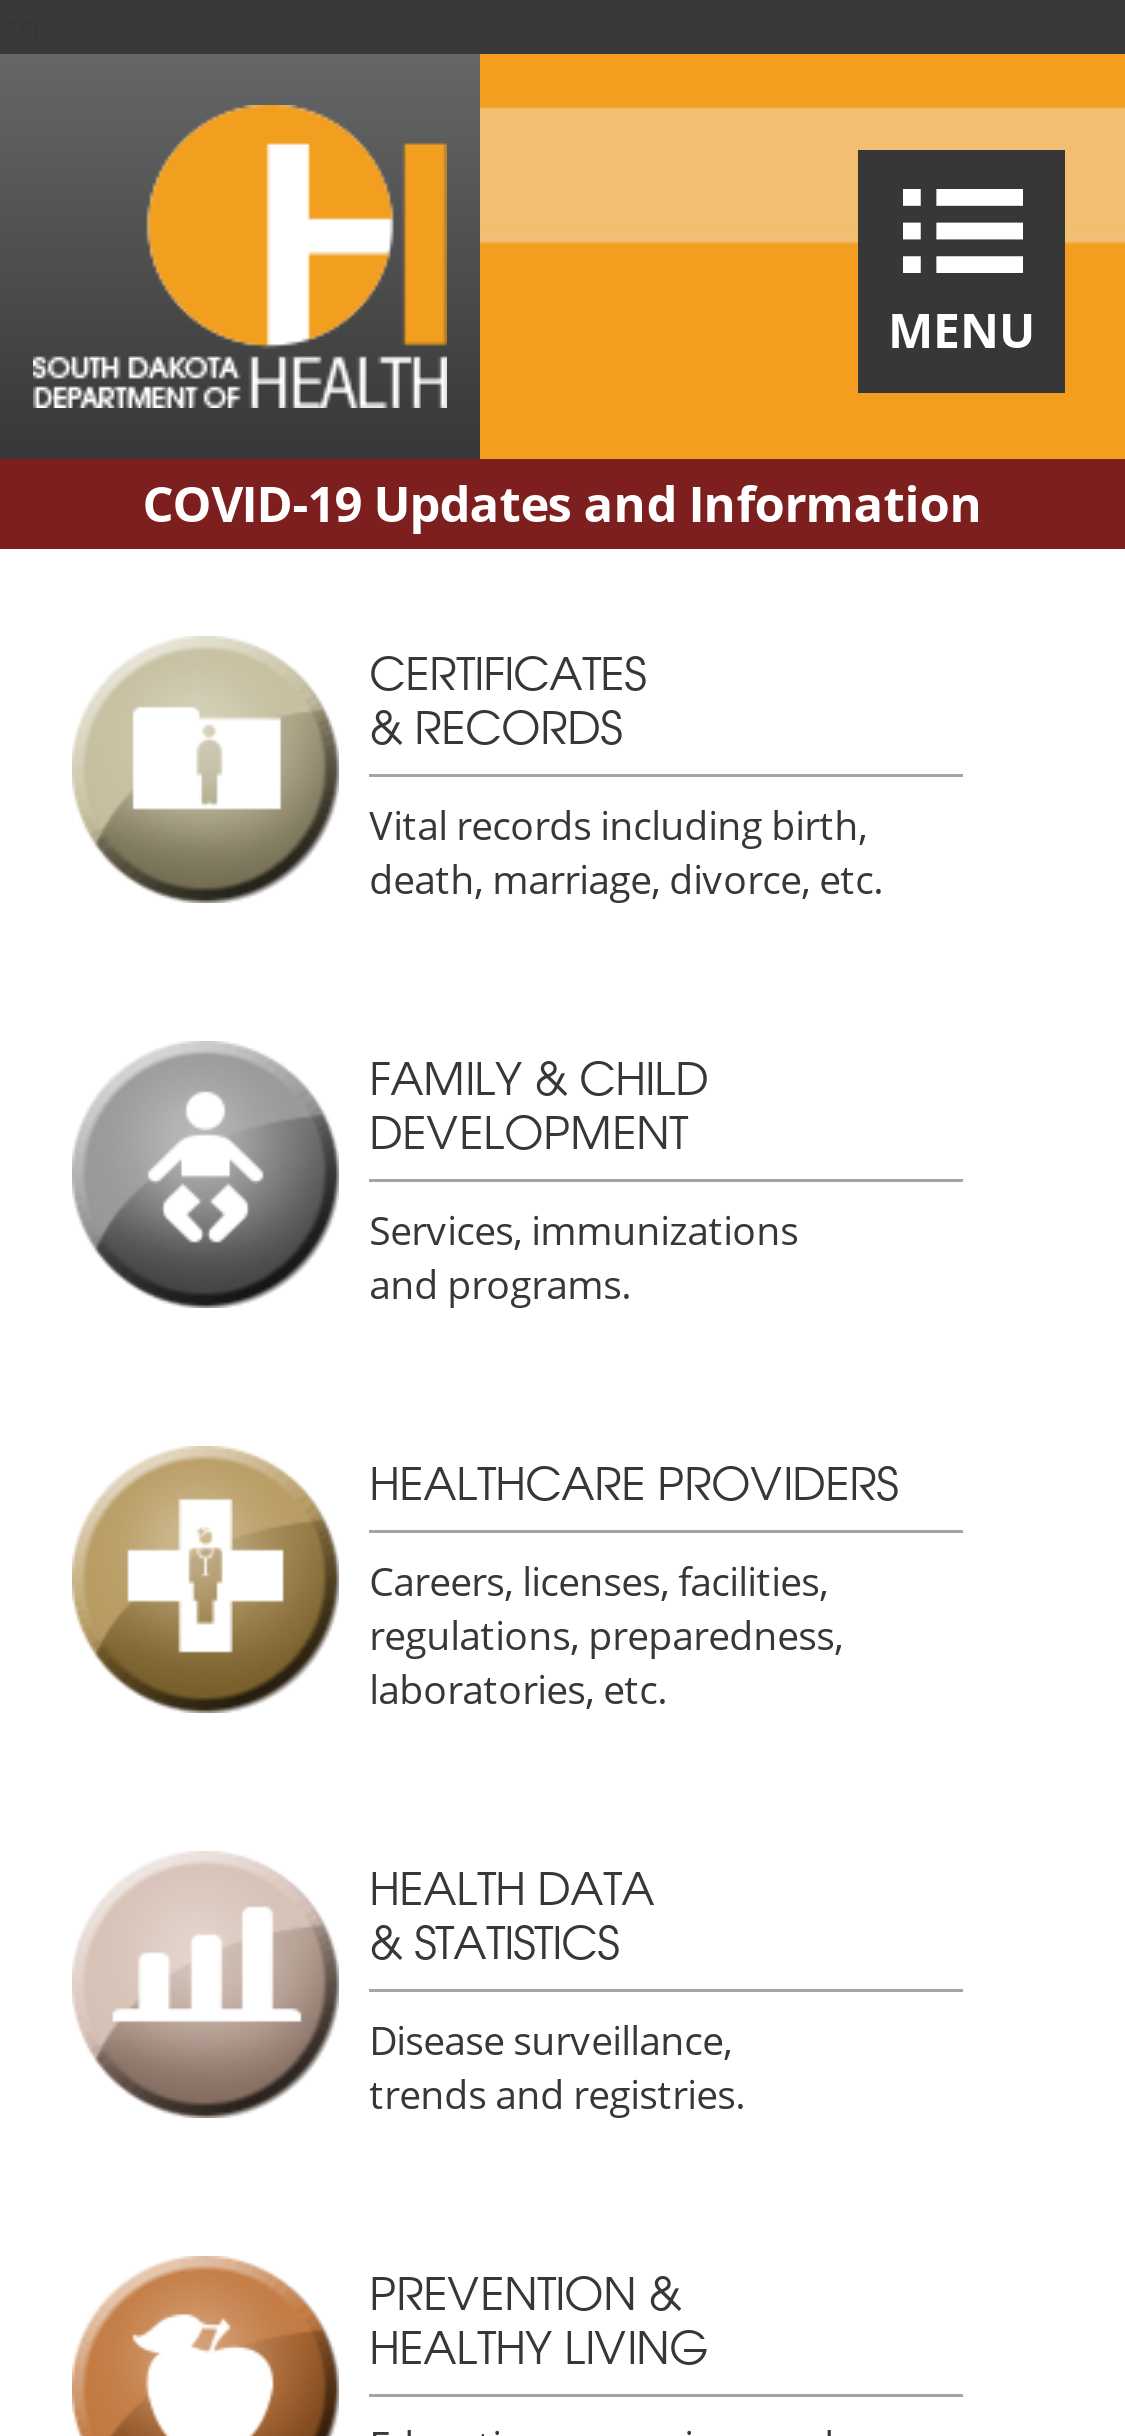 SOUTH DAKOTA
DEPARTMENT OF HEALTH
MENU
COVID-19 Updates and Information
CERTIFICATES
& RECORDS
Vital records including birth,
death, marriage, divorce, etc.
FAMILY & CHILD
DEVELOPMENT
Services, immunizations
and programs.
HEALTHCARE PROVIDERS
Careers, licenses, facilities,
regulations, preparedness,
laboratories, etc.
HEALTH DATA
& STATISTICS
Disease surveillance,
trends and registries.
PREVENTION &
HEALTHY LIVING